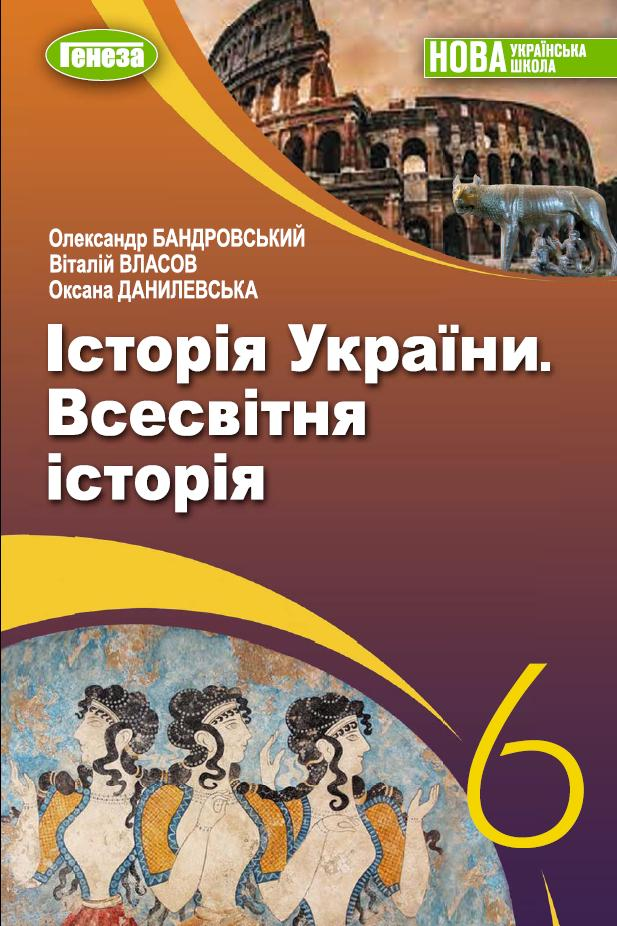 Генеза
НОВА УКРАЇНСЬКА
ШКОЛА
Олександр БАНДРОВСЬКИЙ
Віталій ВЛАСОВ
Оксана ДАНИЛЕВСЬКА
Історія України.
Всесвітня
історія
6